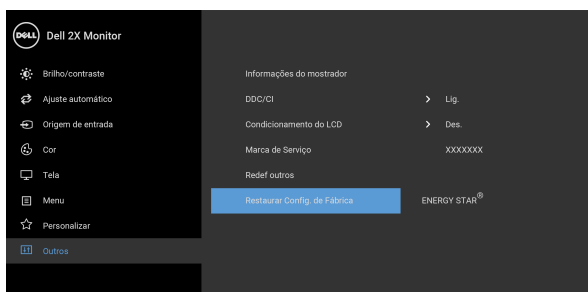 DELL Dell 2X Monitor
Brilho/contraste
Ajuste automático
Origem de entrada
Cor
Tela
Menu
Personalizar
Outros
Informações do mostrador
DDC/CI > Lig.
Condicionamento do LCD > Des.
Marca de Serviço XXXXXXX
Redef outros
Restaurar Config. de Fábrica ENERGY STAR®